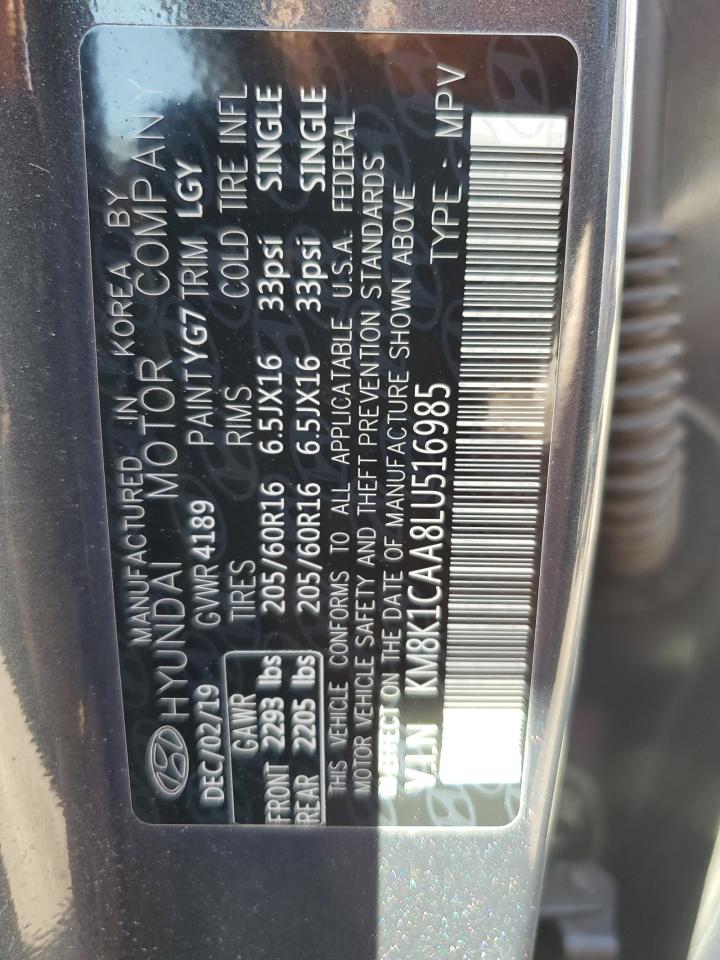 MANUFACTURED IN KOREA BY
HYUNDAI MOTOR COMPANY
DEC/02/19 GVWR 4189 PAINT YG7 TRIM LGY
GAWR TIRES RIMS COLD TIRE INFL
FRONT 2293 lbs 205/60R16 6.5JX16 33psi SINGLE
REAR 2205 lbs 205/60R16 6.5JX16 33psi SINGLE
THIS VEHICLE CONFORMS TO ALL APPLICATABLE U.S.A. FEDERAL
MOTOR VEHICLE SAFETY AND THEFT PREVENTION STANDARDS
IN EFFECT ON THE DATE OF MANUFACTURE SHOWN ABOVE
VIN KM8K1CAA8LU516985 TYPE : MPV